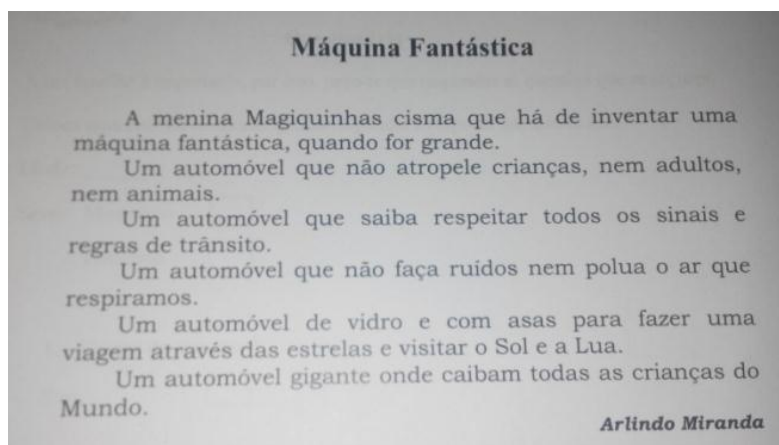 Máquina Fantástica
A menina Magiquinhas cisma que há de inventar uma
máquina fantástica, quando for grande.
Um automóvel que não atropele crianças, nem adultos,
nem animais.
Um automóvel que saiba respeitar todos os sinais e
regras de trânsito.
Um automóvel que não faça ruídos nem polua o ar que
respiramos.
Um automóvel de vidro e com asas para fazer uma
viagem através das estrelas e visitar o Sol e a Lua.
Um automóvel gigante onde caibam todas as crianças do
Mundo.
Arlindo Miranda